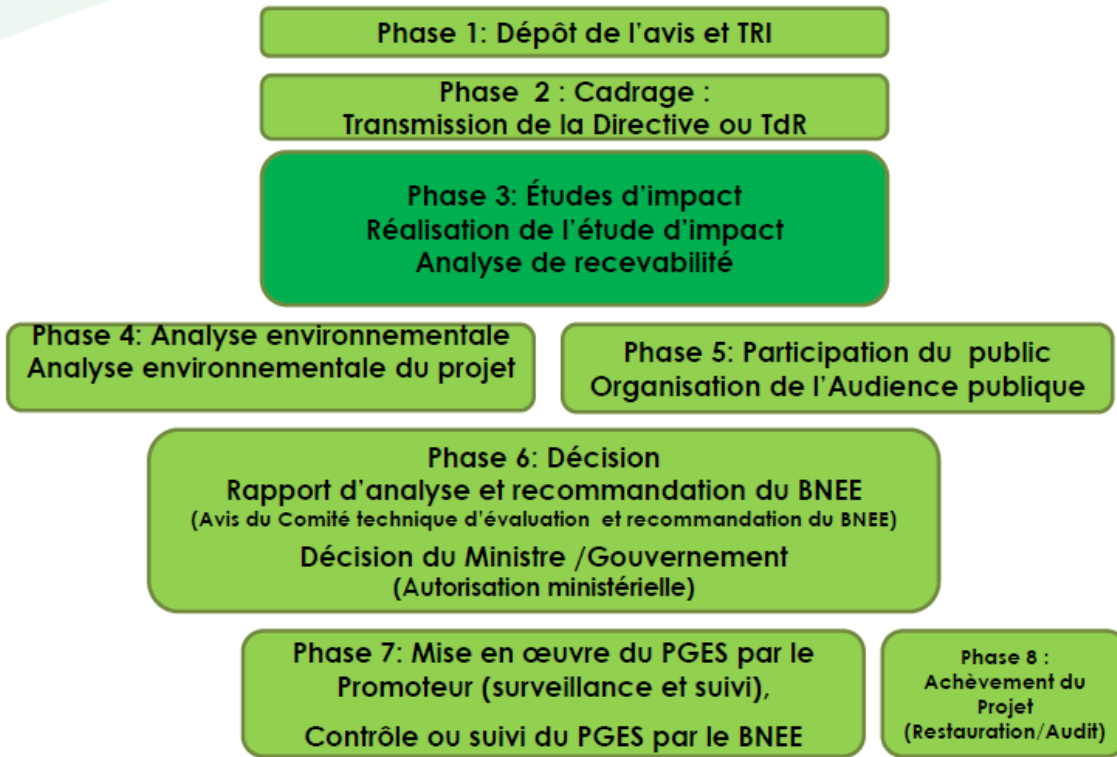 Phase 1: Dépôt de l’avis et TRI
Phase 2 : Cadrage :
Transmission de la Directive ou TdR
Phase 3: Études d’impact
Réalisation de l’étude d’impact
Analyse de recevabilité
Phase 4: Analyse environnementale
Analyse environnementale du projet
Phase 5: Participation du public
Organisation de l’Audience publique
Phase 6: Décision
Rapport d’analyse et recommandation du BNEE
(Avis du Comité technique d’évaluation et recommandation du BNEE)
Décision du Ministre /Gouvernement
(Autorisation ministérielle)
Phase 7: Mise en œuvre du PGES par le
Promoteur (surveillance et suivi),
Contrôle ou suivi du PGES par le BNEE
Phase 8 :
Achèvement du
Projet
(Restauration/Audit)